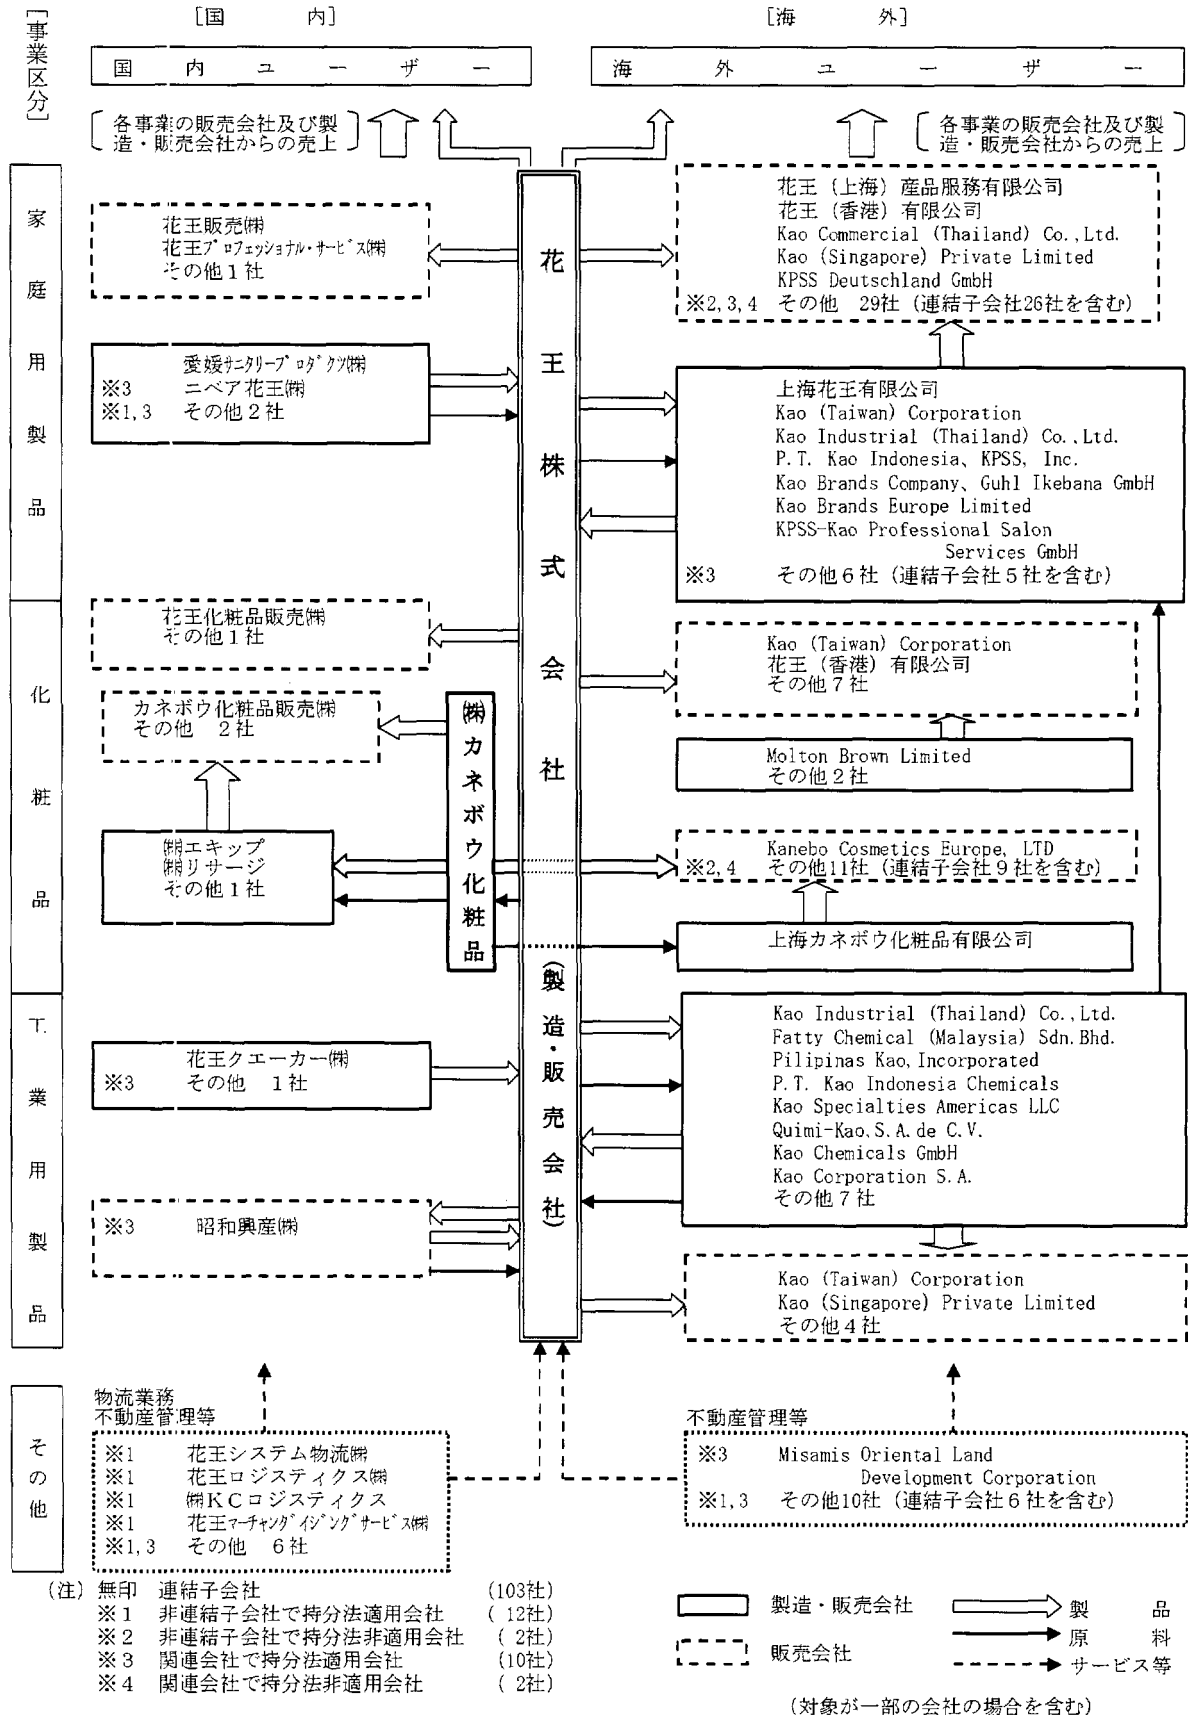 ［国　　内］
［海　　外］
［事業区分］
国内ユーザー
海外ユーザー
各事業の販売会社及び製
造・販売会社からの売上
各事業の販売会社及び製
造・販売会社からの売上
家庭用製品
花王販売㈱
花王プロフェッショナル・サービス㈱
その他１社
愛媛サニタリープロダクツ㈱
※3　ニベア花王㈱
※1,3　その他２社
花王株式会社（製造・販売会社）
花王（上海）産品服務有限公司
花王（香港）有限公司
Kao Commercial (Thailand) Co.,Ltd.
Kao (Singapore) Private Limited
KPSS Deutschland GmbH
※2,3,4　その他　29社（連結子会社26社を含む）
上海花王有限公司
Kao (Taiwan) Corporation
Kao Industrial (Thailand) Co.,Ltd.
P.T. Kao Indonesia、KPSS, Inc.
Kao Brands Company、Guhl Ikebana GmbH
Kao Brands Europe Limited
KPSS-Kao Professional Salon
Services GmbH
※3　その他６社（連結子会社５社を含む）
化粧品
花王化粧品販売㈱
その他１社
カネボウ化粧品販売㈱
その他　２社
㈱カネボウ化粧品
㈱エキップ
㈱リサージ
その他１社
Kao (Taiwan) Corporation
花王（香港）有限公司
その他７社
Molton Brown Limited
その他２社
Kanebo Cosmetics Europe, LTD
※2,4　その他11社（連結子会社９社を含む）
上海カネボウ化粧品有限公司
工業用製品
花王クエーカー㈱
※3　その他　１社
※3　昭和興産㈱
Kao Industrial (Thailand) Co.,Ltd.
Fatty Chemical (Malaysia) Sdn.Bhd.
Pilipinas Kao,Incorporated
P.T. Kao Indonesia Chemicals
Kao Specialties Americas LLC
Quimi-Kao,S.A.de C.V.
Kao Chemicals GmbH
Kao Corporation S.A.
その他７社
Kao (Taiwan) Corporation
Kao (Singapore) Private Limited
その他４社
その他
物流業務
不動産管理等
※1　花王システム物流㈱
※1　花王ロジスティクス㈱
※1　㈱ＫＣロジスティクス
※1　花王マーチャンダイジングサービス㈱
※1,3　その他　６社
不動産管理等
※3　Misamis Oriental Land
Development Corporation
※1,3　その他10社（連結子会社６社を含む）
（注）無印　連結子会社　(103社)
※１　非連結子会社で持分法適用会社　( 12社)
※２　非連結子会社で持分法非適用会社　( 2社)
※３　関連会社で持分法適用会社　(10社)
※４　関連会社で持分法非適用会社　( 2社)
製造・販売会社
販売会社
製　　品
原　　料
サービス等
（対象が一部の会社の場合を含む）